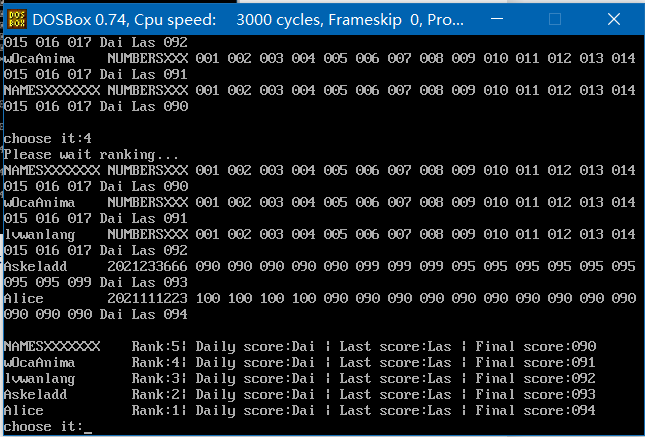 DOS
BOX
DOSBox 0.74, Cpu speed: 3000 cycles, Frameskip 0, Pro...
015 016 017 Dai Las 092
wOcaAnima NUMBERSXXX 001 002 003 004 005 006 007 008 009 010 011 012 013 014
015 016 017 Dai Las 091
NAMESXXXXXXX NUMBERSXXX 001 002 003 004 005 006 007 008 009 010 011 012 013 014
015 016 017 Dai Las 090
choose it:4
Please wait ranking...
NAMESXXXXXXX NUMBERSXXX 001 002 003 004 005 006 007 008 009 010 011 012 013 014
015 016 017 Dai Las 090
wOcaAnima NUMBERSXXX 001 002 003 004 005 006 007 008 009 010 011 012 013 014
015 016 017 Dai Las 091
lvwanlang NUMBERSXXX 001 002 003 004 005 006 007 008 009 010 011 012 013 014
015 016 017 Dai Las 092
Askeladd 2021233666 090 090 090 090 090 099 099 099 095 095 095 095 095 095
095 095 099 Dai Las 093
Alice 2021111223 100 100 100 100 090 090 090 090 090 090 090 090 090 090
090 090 090 Dai Las 094
NAMESXXXXXXX Rank:5¦ Daily score:Dai ¦ Last score:Las ¦ Final score:090
wOcaAnima Rank:4¦ Daily score:Dai ¦ Last score:Las ¦ Final score:091
lvwanlang Rank:3¦ Daily score:Dai ¦ Last score:Las ¦ Final score:092
Askeladd Rank:2¦ Daily score:Dai ¦ Last score:Las ¦ Final score:093
Alice Rank:1¦ Daily score:Dai ¦ Last score:Las ¦ Final score:094
choose it:_